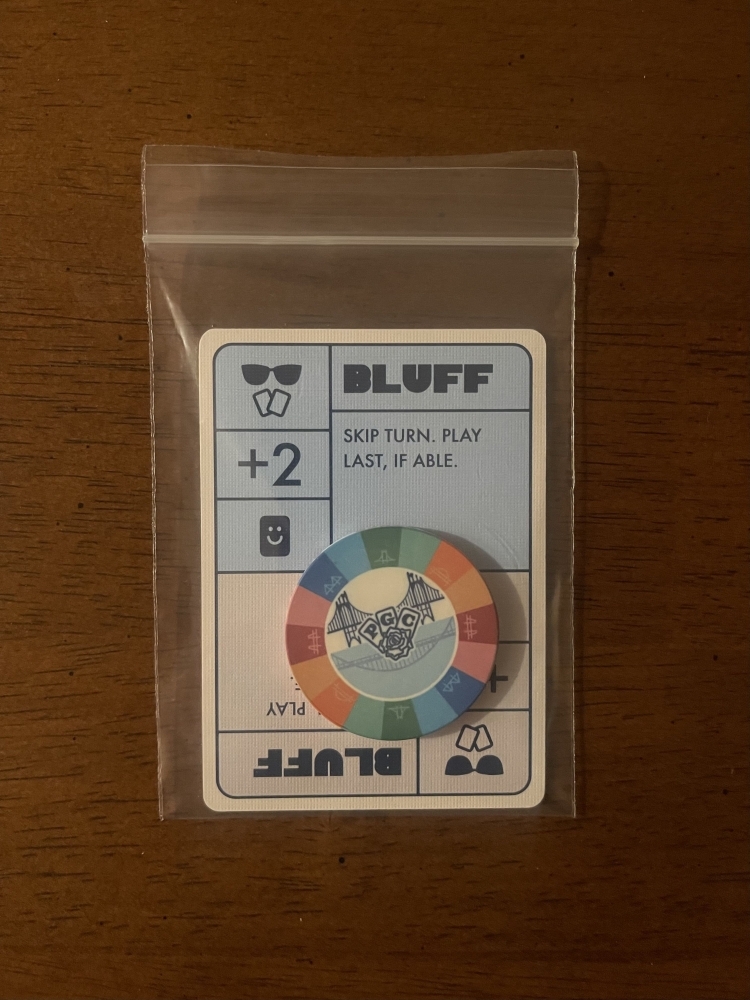 BLUFF
+2
SKIP TURN. PLAY
LAST, IF ABLE.
PGC
+
PLAY
BLUFF